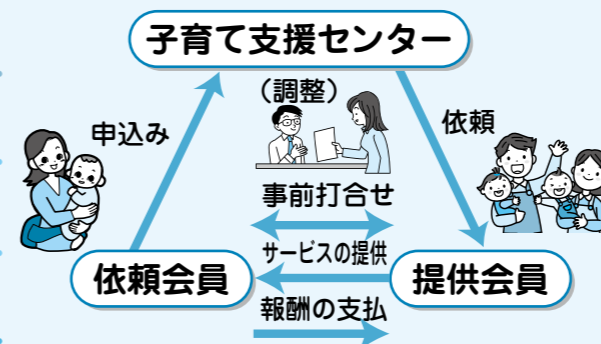 子育て支援センター
(調整)
申込み
依頼
事前打合せ
サービスの提供
依頼会員
提供会員
報酬の支払